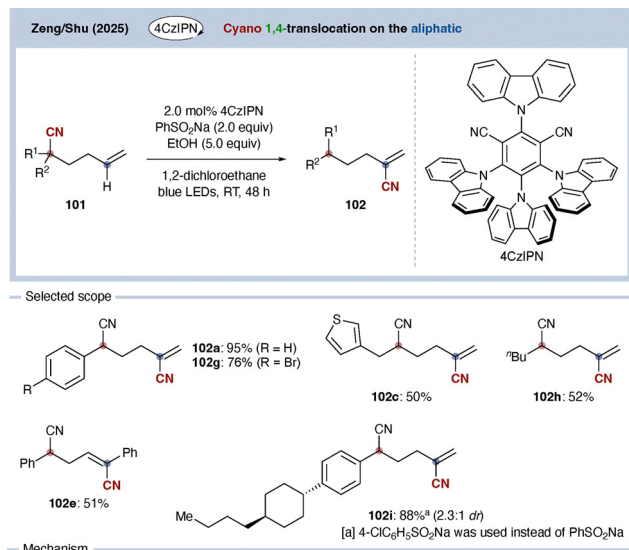 Zeng/Shu (2025) 4CzIPN Cyano 1,4-translocation on the aliphatic
CN
R1
R2
H
101
2.0 mol% 4CzIPN
PhSO2Na (2.0 equiv)
EtOH (5.0 equiv)
1,2-dichloroethane
blue LEDs, RT, 48 h
R1
R2
CN
102
N
NC CN
N N
N
4CzIPN
Selected scope
CN
R
CN
102a: 95% (R = H)
102g: 76% (R = Br)
S
CN
CN
102c: 50%
CN
nBu
CN
102h: 52%
CN
Ph Ph
CN
102e: 51%
CN
CN
Me
102i: 88%a (2.3:1 dr)
[a] 4-ClC6H5SO2Na was used instead of PhSO2Na
Mechanism